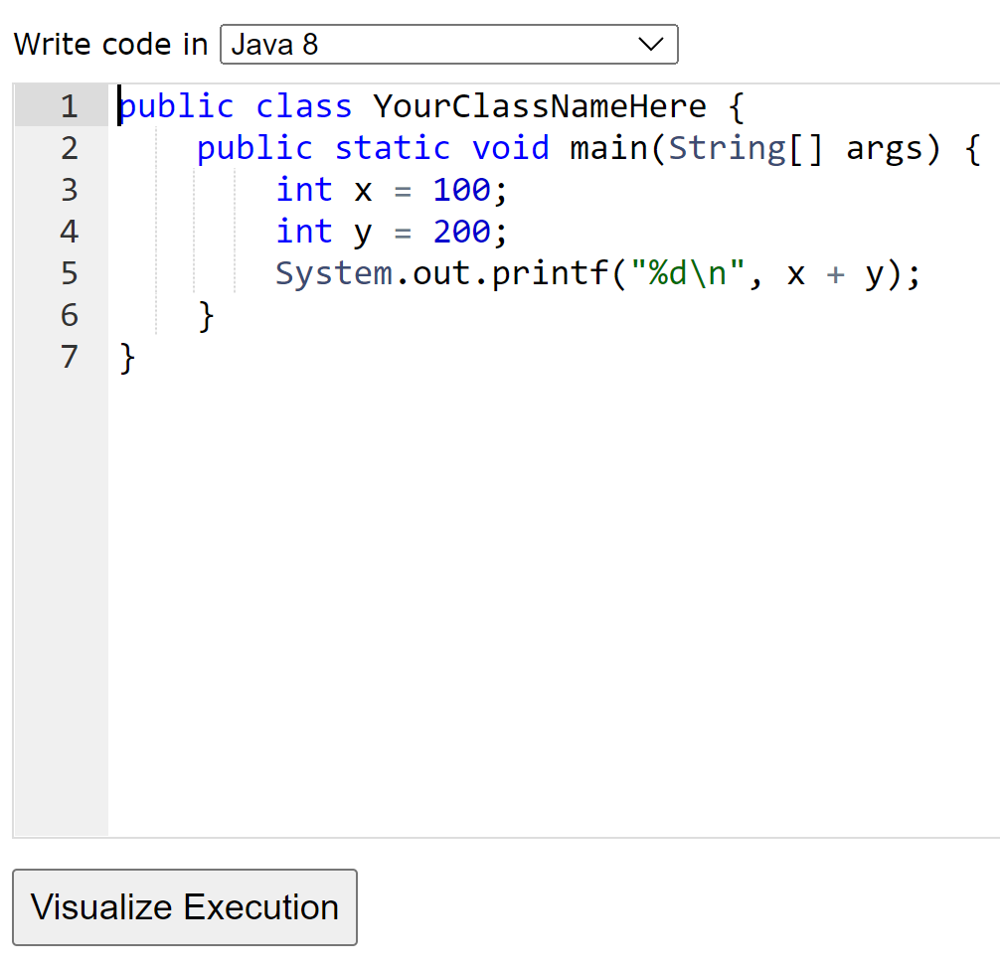 Write code in Java 8
1 public class YourClassNameHere {
2     public static void main(String[] args) {
3         int x = 100;
4         int y = 200;
5         System.out.printf("%d\n", x + y);
6     }
7 }
Visualize Execution